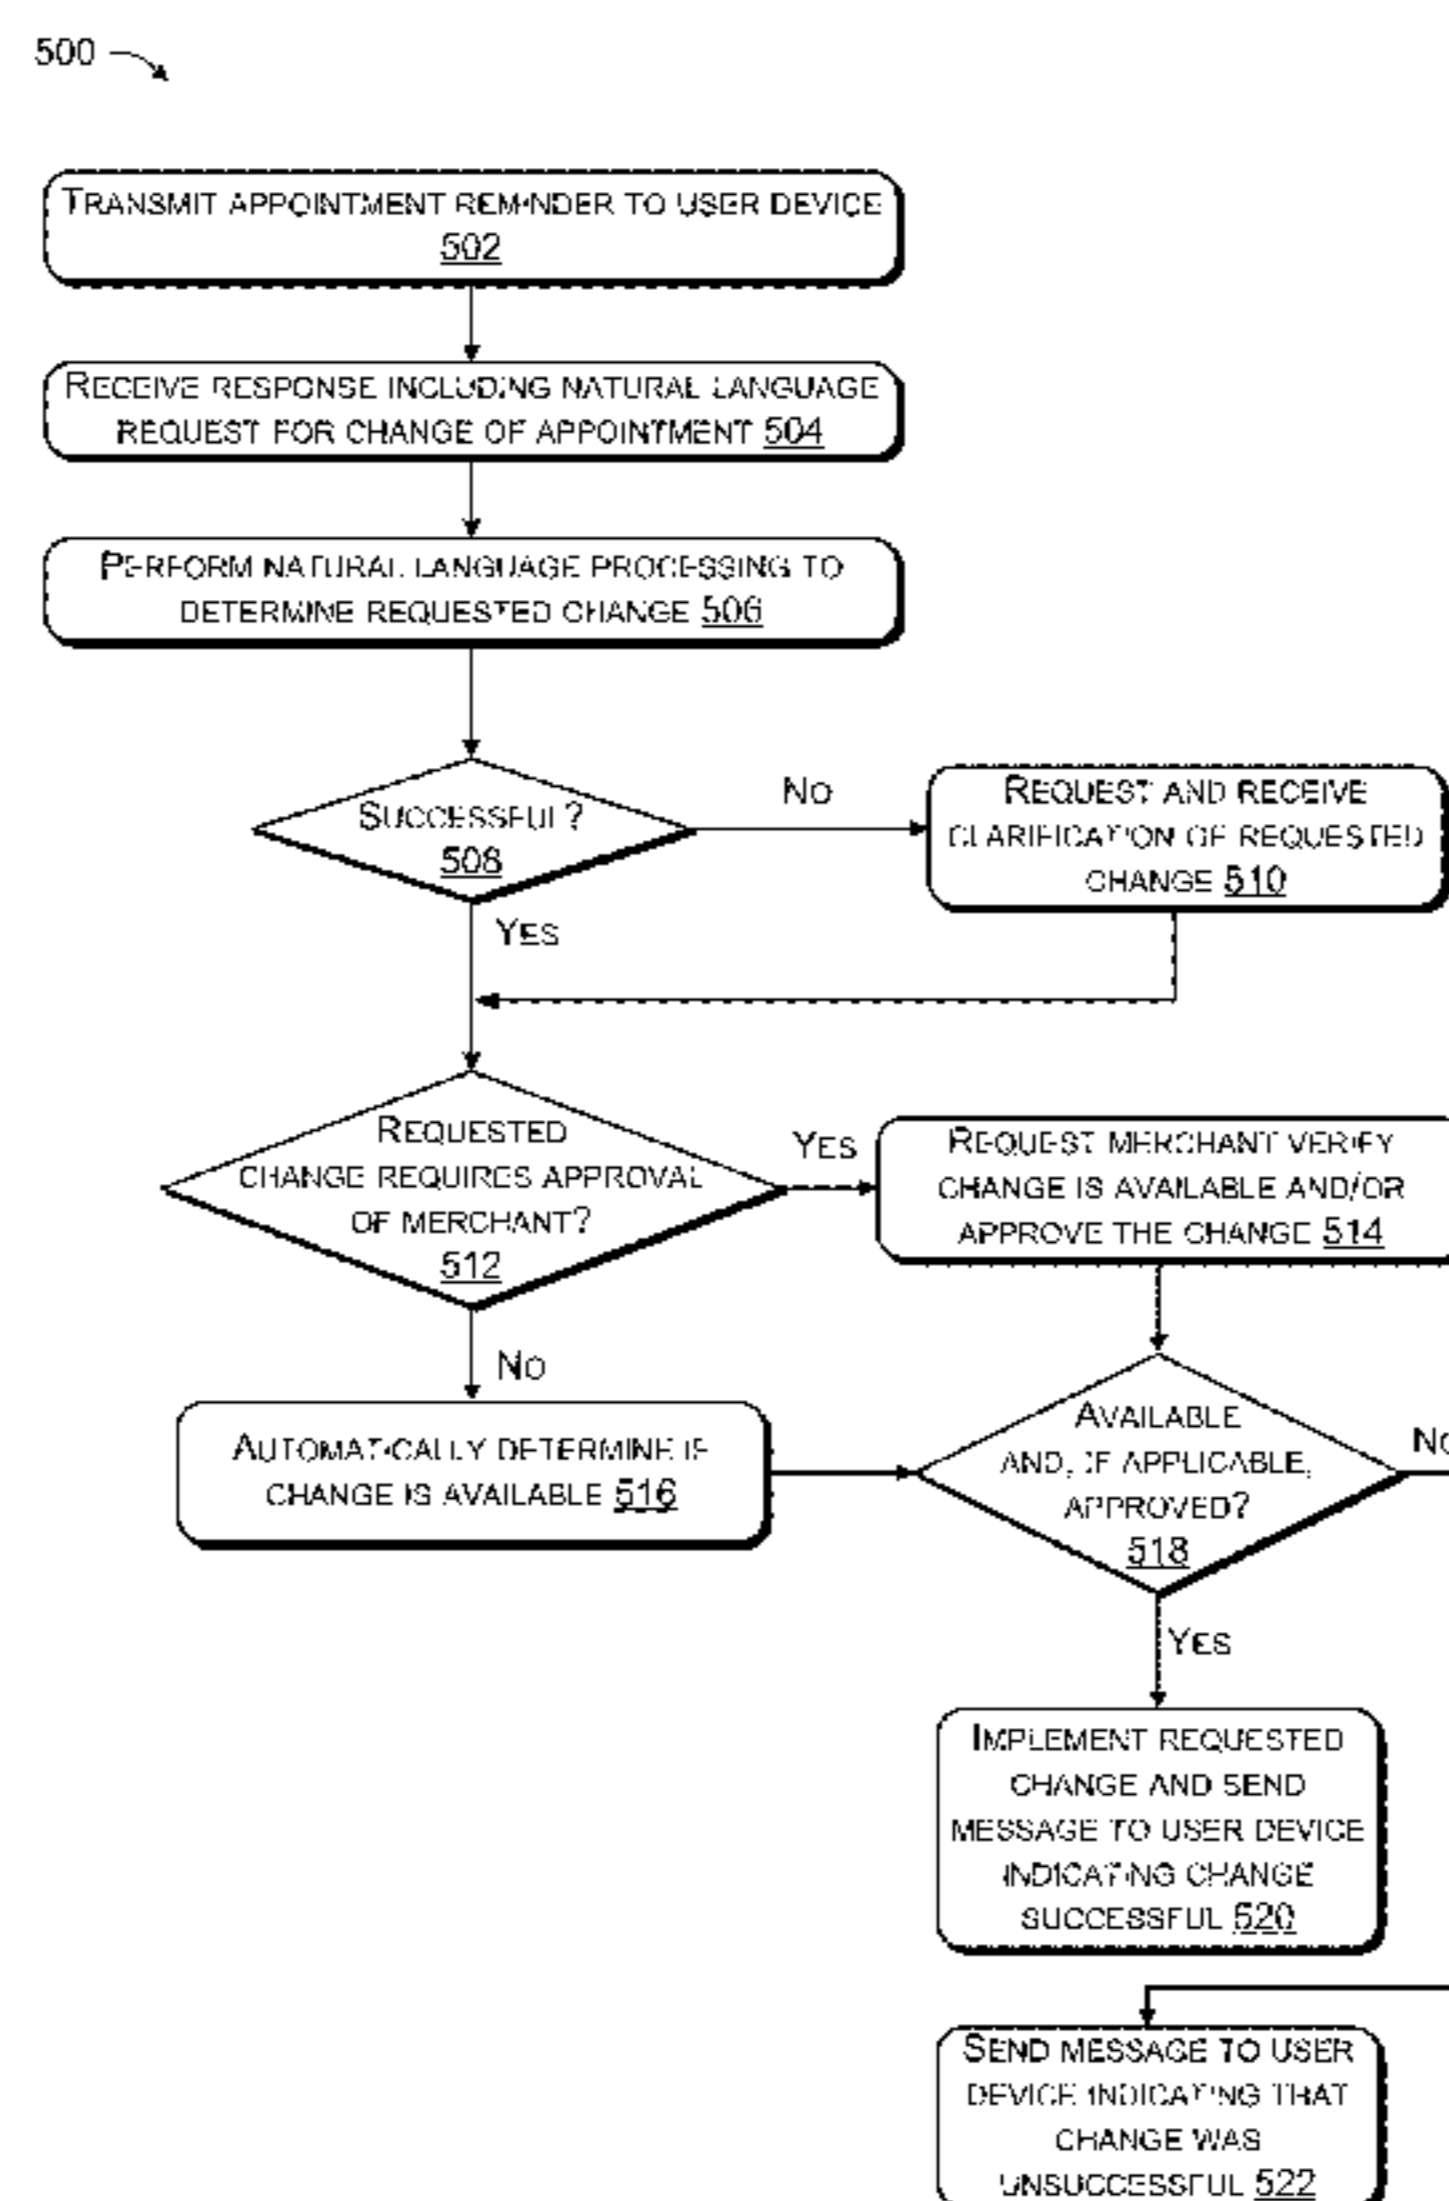 500
TRANSMIT APPOINTMENT REMINDER TO USER DEVICE
502
RECEIVE RESPONSE INCLUDING NATURAL LANGUAGE
REQUEST FOR CHANGE OF APPOINTMENT 504
PERFORM NATURAL LANGUAGE PROCESSING TO
DETERMINE REQUESTED CHANGE 506
SUCCESSFUL?
508
NO
REQUEST AND RECEIVE
CLARIFICATION OF REQUESTED
CHANGE 510
YES
REQUESTED
CHANGE REQUIRES APPROVAL
OF MERCHANT?
512
YES
REQUEST MERCHANT VERIFY
CHANGE IS AVAILABLE AND/OR
APPROVE THE CHANGE 514
NO
AUTOMATICALLY DETERMINE IF
CHANGE IS AVAILABLE 516
AVAILABLE
AND, IF APPLICABLE,
APPROVED?
518
NO
YES
IMPLEMENT REQUESTED
CHANGE AND SEND
MESSAGE TO USER DEVICE
INDICATING CHANGE
SUCCESSFUL 520
SEND MESSAGE TO USER
DEVICE INDICATING THAT
CHANGE WAS
UNSUCCESSFUL 522